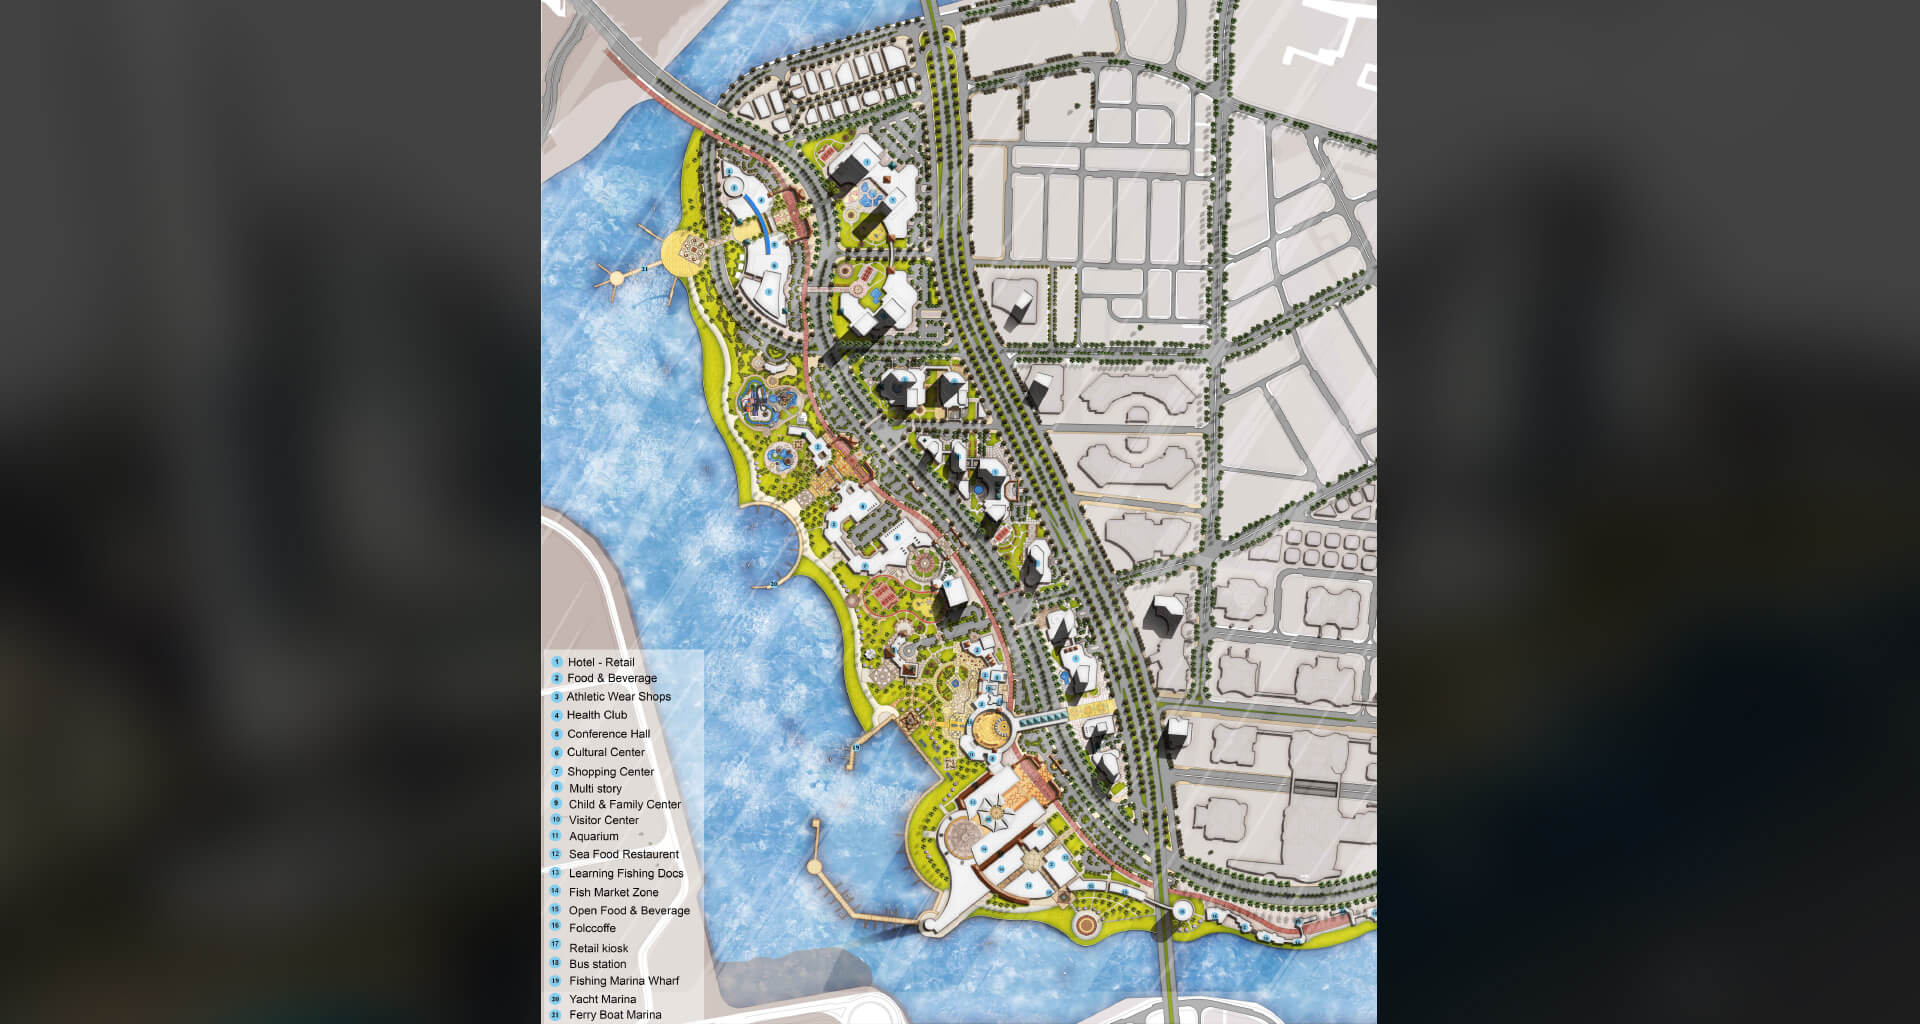 1 Hotel - Retail
2 Food & Beverage
3 Athletic Wear Shops
4 Health Club
5 Conference Hall
6 Cultural Center
7 Shopping Center
8 Multi story
9 Child & Family Center
10 Visitor Center
11 Aquarium
12 Sea Food Restaurent
13 Learning Fishing Docs
14 Fish Market Zone
15 Open Food & Beverage
16 Folccoffe
17 Retail kiosk
18 Bus station
19 Fishing Marina Wharf
20 Yacht Marina
21 Ferry Boat Marina
21
20
19